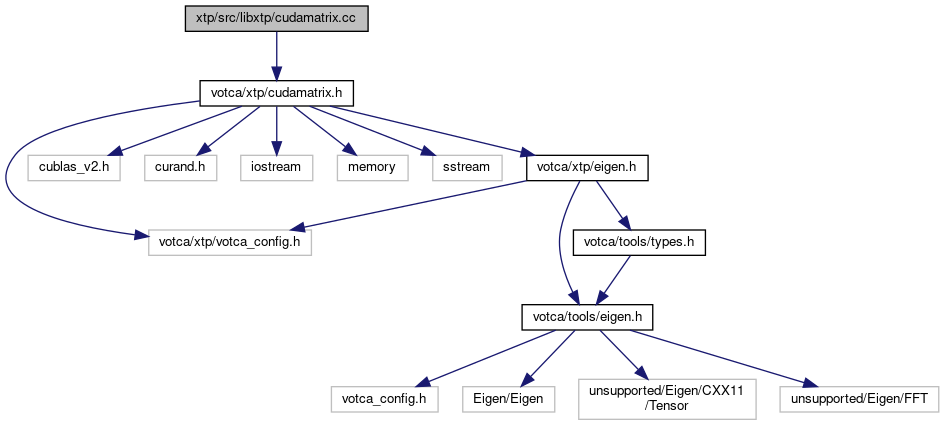 xtp/src/libxtp/cudamatrix.cc
votca/xtp/cudamatrix.h
cublas_v2.h
curand.h
iostream
memory
sstream
votca/xtp/eigen.h
votca/xtp/votca_config.h
votca/tools/types.h
votca/tools/eigen.h
votca_config.h
Eigen/Eigen
unsupported/Eigen/CXX11
/Tensor
unsupported/Eigen/FFT